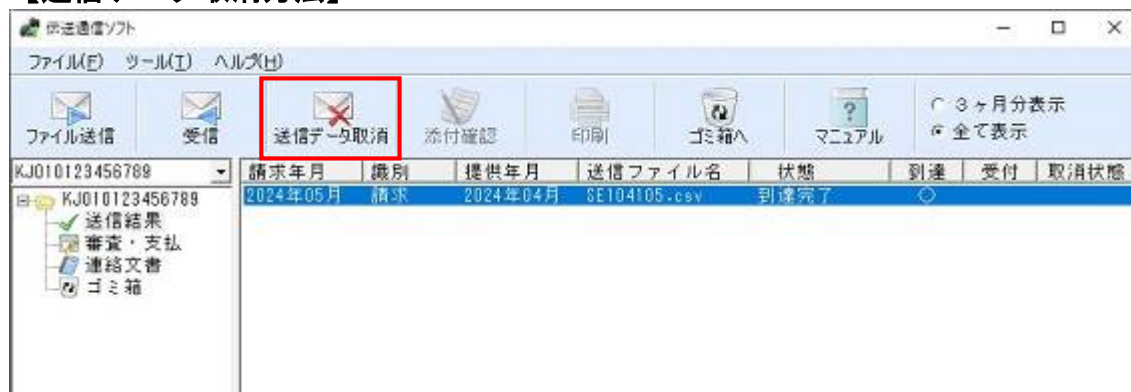 【送信データ取消方法】
伝送通信ソフト
ファイル(F) ツール(T) ヘルプ(H)
ファイル送信 受信 送信データ取消 添付確認 印刷 ゴミ箱へ マニュアル
3ヶ月分表示
全て表示
KJ010123456789
請求年月 識別 提供年月 送信ファイル名 状態 到達 受付 取消状態
KJ010123456789
2024年05月 請求 2024年04月 SE104105.csv 到達完了 ○
送信結果
審査・支払
連絡文書
ゴミ箱